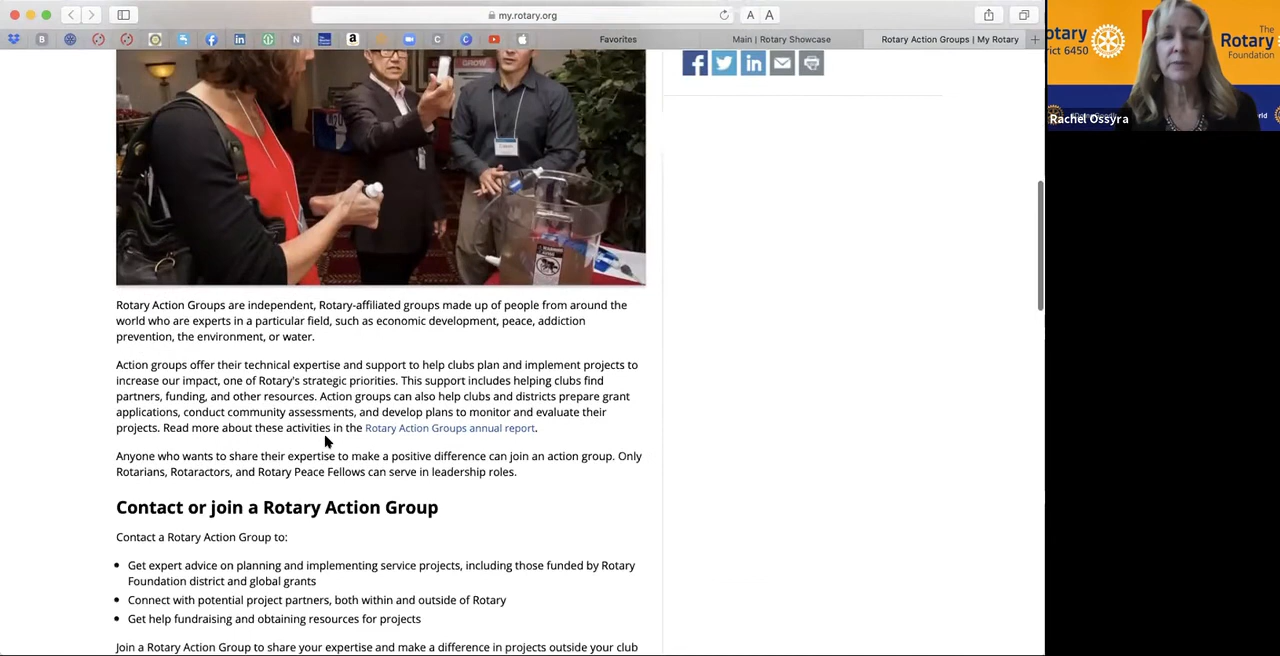 my.rotary.org
A A
Favorites
Main | Rotary Showcase
Rotary Action Groups | My Rotary
GROW
Rotary Action Groups are independent, Rotary-affiliated groups made up of people from around the
world who are experts in a particular field, such as economic development, peace, addiction
prevention, the environment, or water.
Action groups offer their technical expertise and support to help clubs plan and implement projects to
increase our impact, one of Rotary's strategic priorities. This support includes helping clubs find
partners, funding, and other resources. Action groups can also help clubs and districts prepare grant
applications, conduct community assessments, and develop plans to monitor and evaluate their
projects. Read more about these activities in the Rotary Action Groups annual report.
Anyone who wants to share their expertise to make a positive difference can join an action group. Only
Rotarians, Rotaractors, and Rotary Peace Fellows can serve in leadership roles.
Contact or join a Rotary Action Group
Contact a Rotary Action Group to:
• Get expert advice on planning and implementing service projects, including those funded by Rotary
Foundation district and global grants
• Connect with potential project partners, both within and outside of Rotary
• Get help fundraising and obtaining resources for projects
Join a Rotary Action Group to share your expertise and make a difference in projects outside your club
otary
rict 6450
The
Rotary
Foundation
Rachel Ossyra